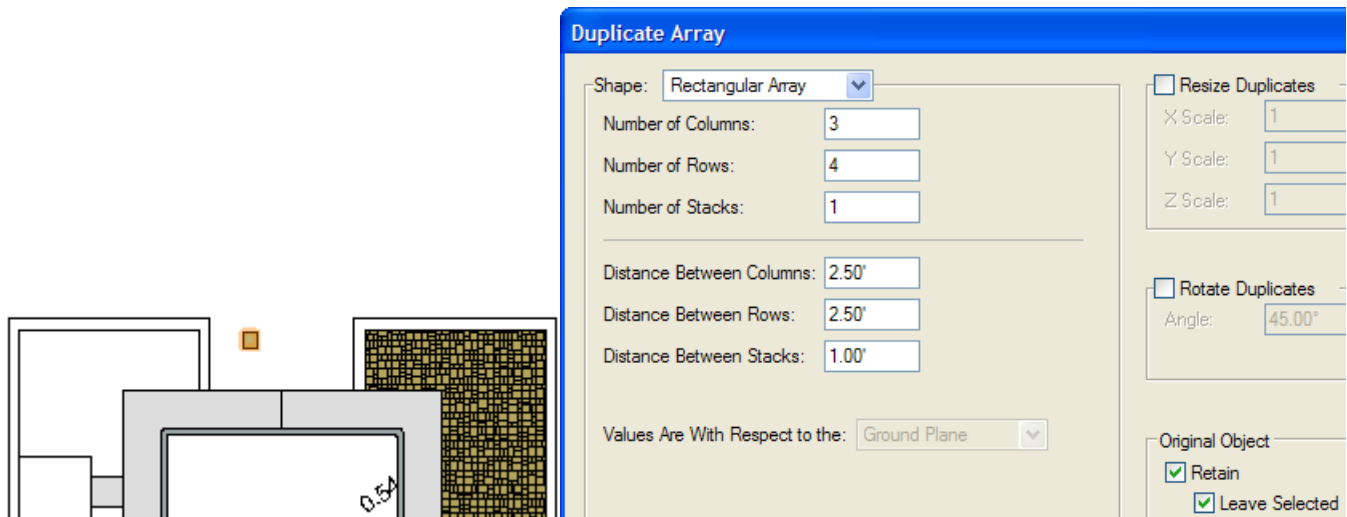 Duplicate Array
Shape: Rectangular Array
Number of Columns: 3
Number of Rows: 4
Number of Stacks: 1
Distance Between Columns: 2.50'
Distance Between Rows: 2.50'
Distance Between Stacks: 1.00'
Values Are With Respect to the: Ground Plane
Resize Duplicates
X Scale: 1
Y Scale: 1
Z Scale: 1
Rotate Duplicates
Angle: 45.00°
Original Object
Retain
Leave Selected
0.54